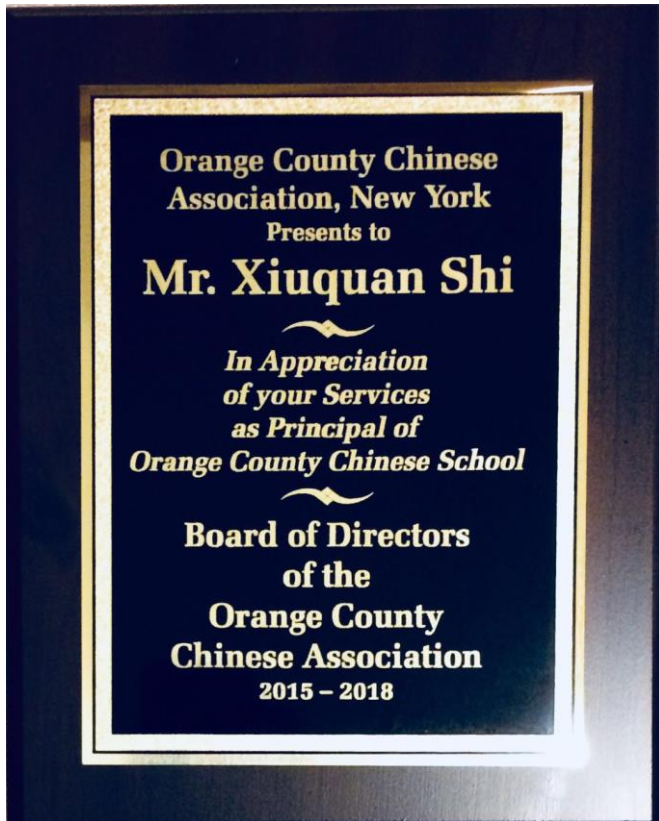 Orange County Chinese
Association, New York
Presents to
Mr. Xiuquan Shi
In Appreciation
of your Services
as Principal of
Orange County Chinese School
Board of Directors
of the
Orange County
Chinese Association
2015 – 2018